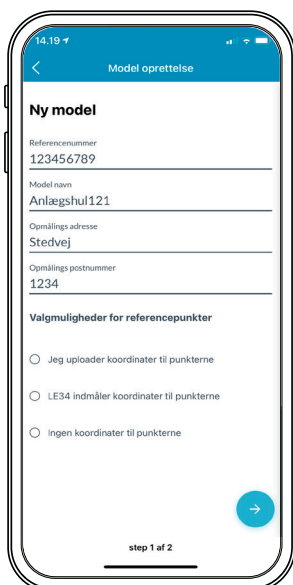 14.19
Model oprettelse
Ny model
Referencenummer
123456789
Model navn
Anlægshul121
Opmålings adresse
Stedvej
Opmålings postnummer
1234
Valgmuligheder for referencepunkter
Jeg uploader koordinater til punkterne
LE34 indmåler koordinater til punkterne
Ingen koordinater til punkterne
step 1 af 2